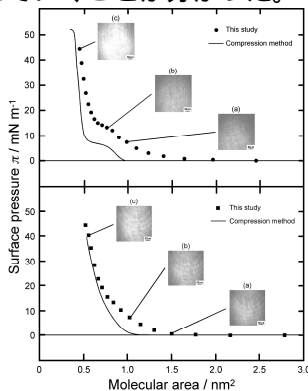 (c)
50
This study
Compression method
40
(b)
30
(a)
20
10
0
50
This study
(c)
Compression method
40
30
(b)
20
(a)
10
0
0 0.5 1.0 1.5 2.0 2.5 3.0
Surface pressure π / mN m⁻¹
Molecular area / nm²